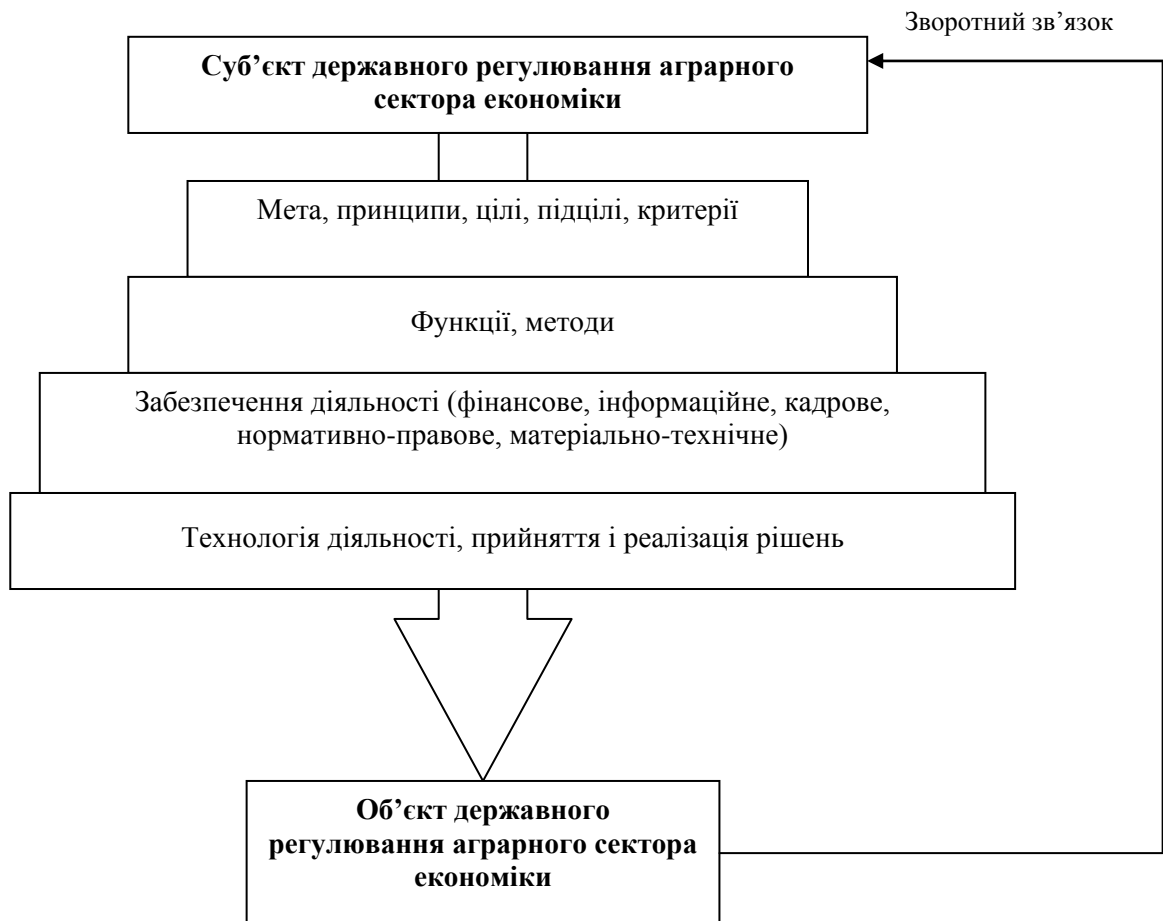 Зворотний зв’язок
Суб’єкт державного регулювання аграрного
сектора економіки
Мета, принципи, цілі, підцілі, критерії
Функції, методи
Забезпечення діяльності (фінансове, інформаційне, кадрове,
нормативно-правове, матеріально-технічне)
Технологія діяльності, прийняття і реалізація рішень
Об’єкт державного
регулювання аграрного сектора
економіки